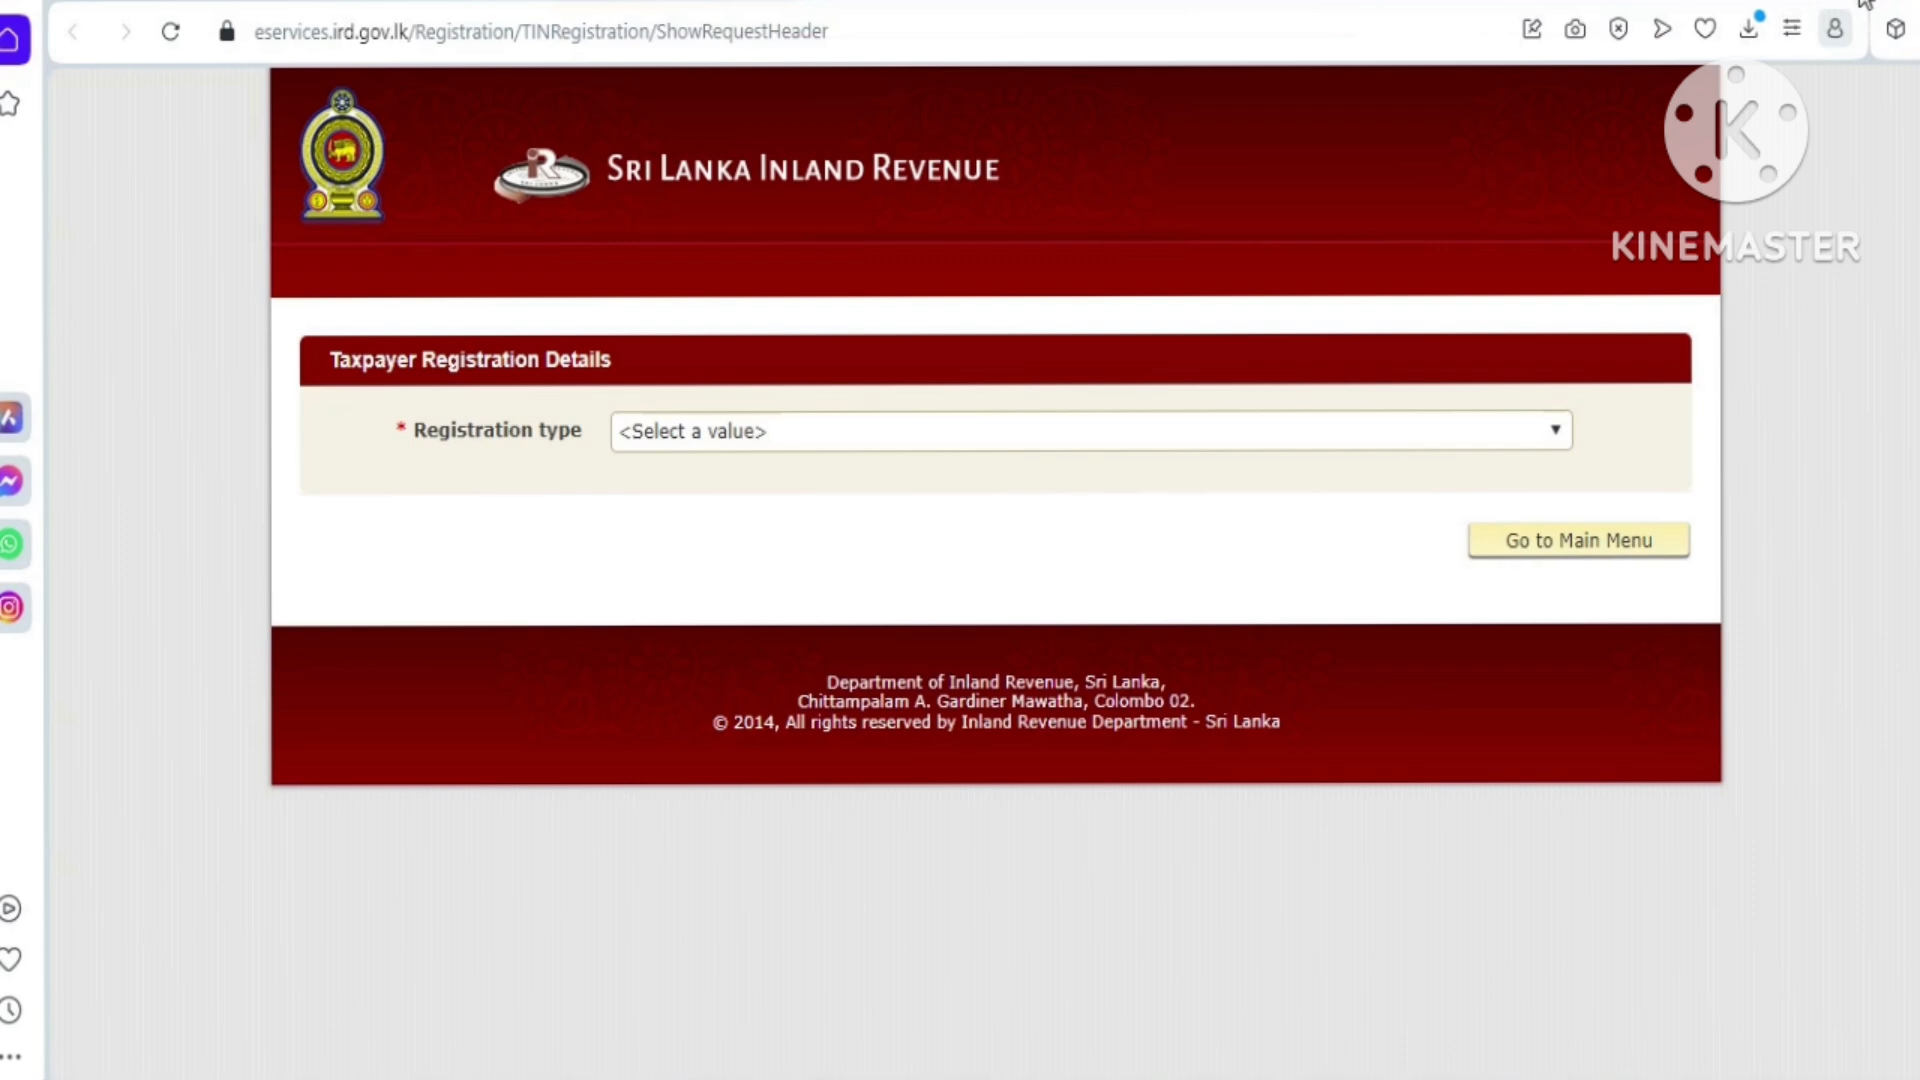 eservices.ird.gov.lk/Registration/TINRegistration/ShowRequestHeader
SRI LANKA INLAND REVENUE
K
KINEMASTER
Taxpayer Registration Details
* Registration type
<Select a value>
Go to Main Menu
Department of Inland Revenue, Sri Lanka,
Chittampalam A. Gardiner Mawatha, Colombo 02.
© 2014, All rights reserved by Inland Revenue Department - Sri Lanka